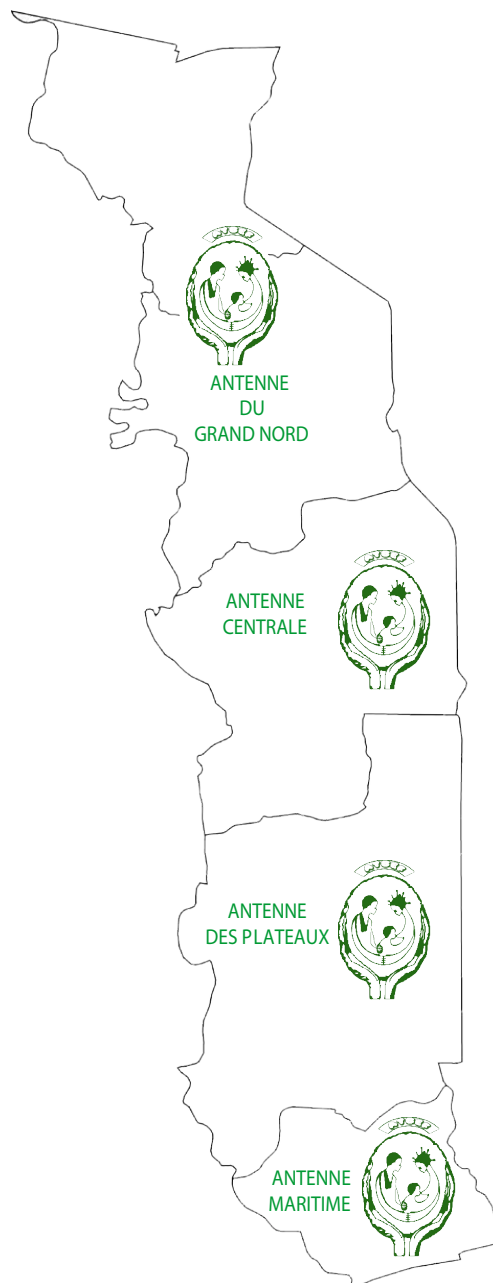 ANTENNE
DU
GRAND NORD
ANTENNE
CENTRALE
ANTENNE
DES PLATEAUX
ANTENNE
MARITIME